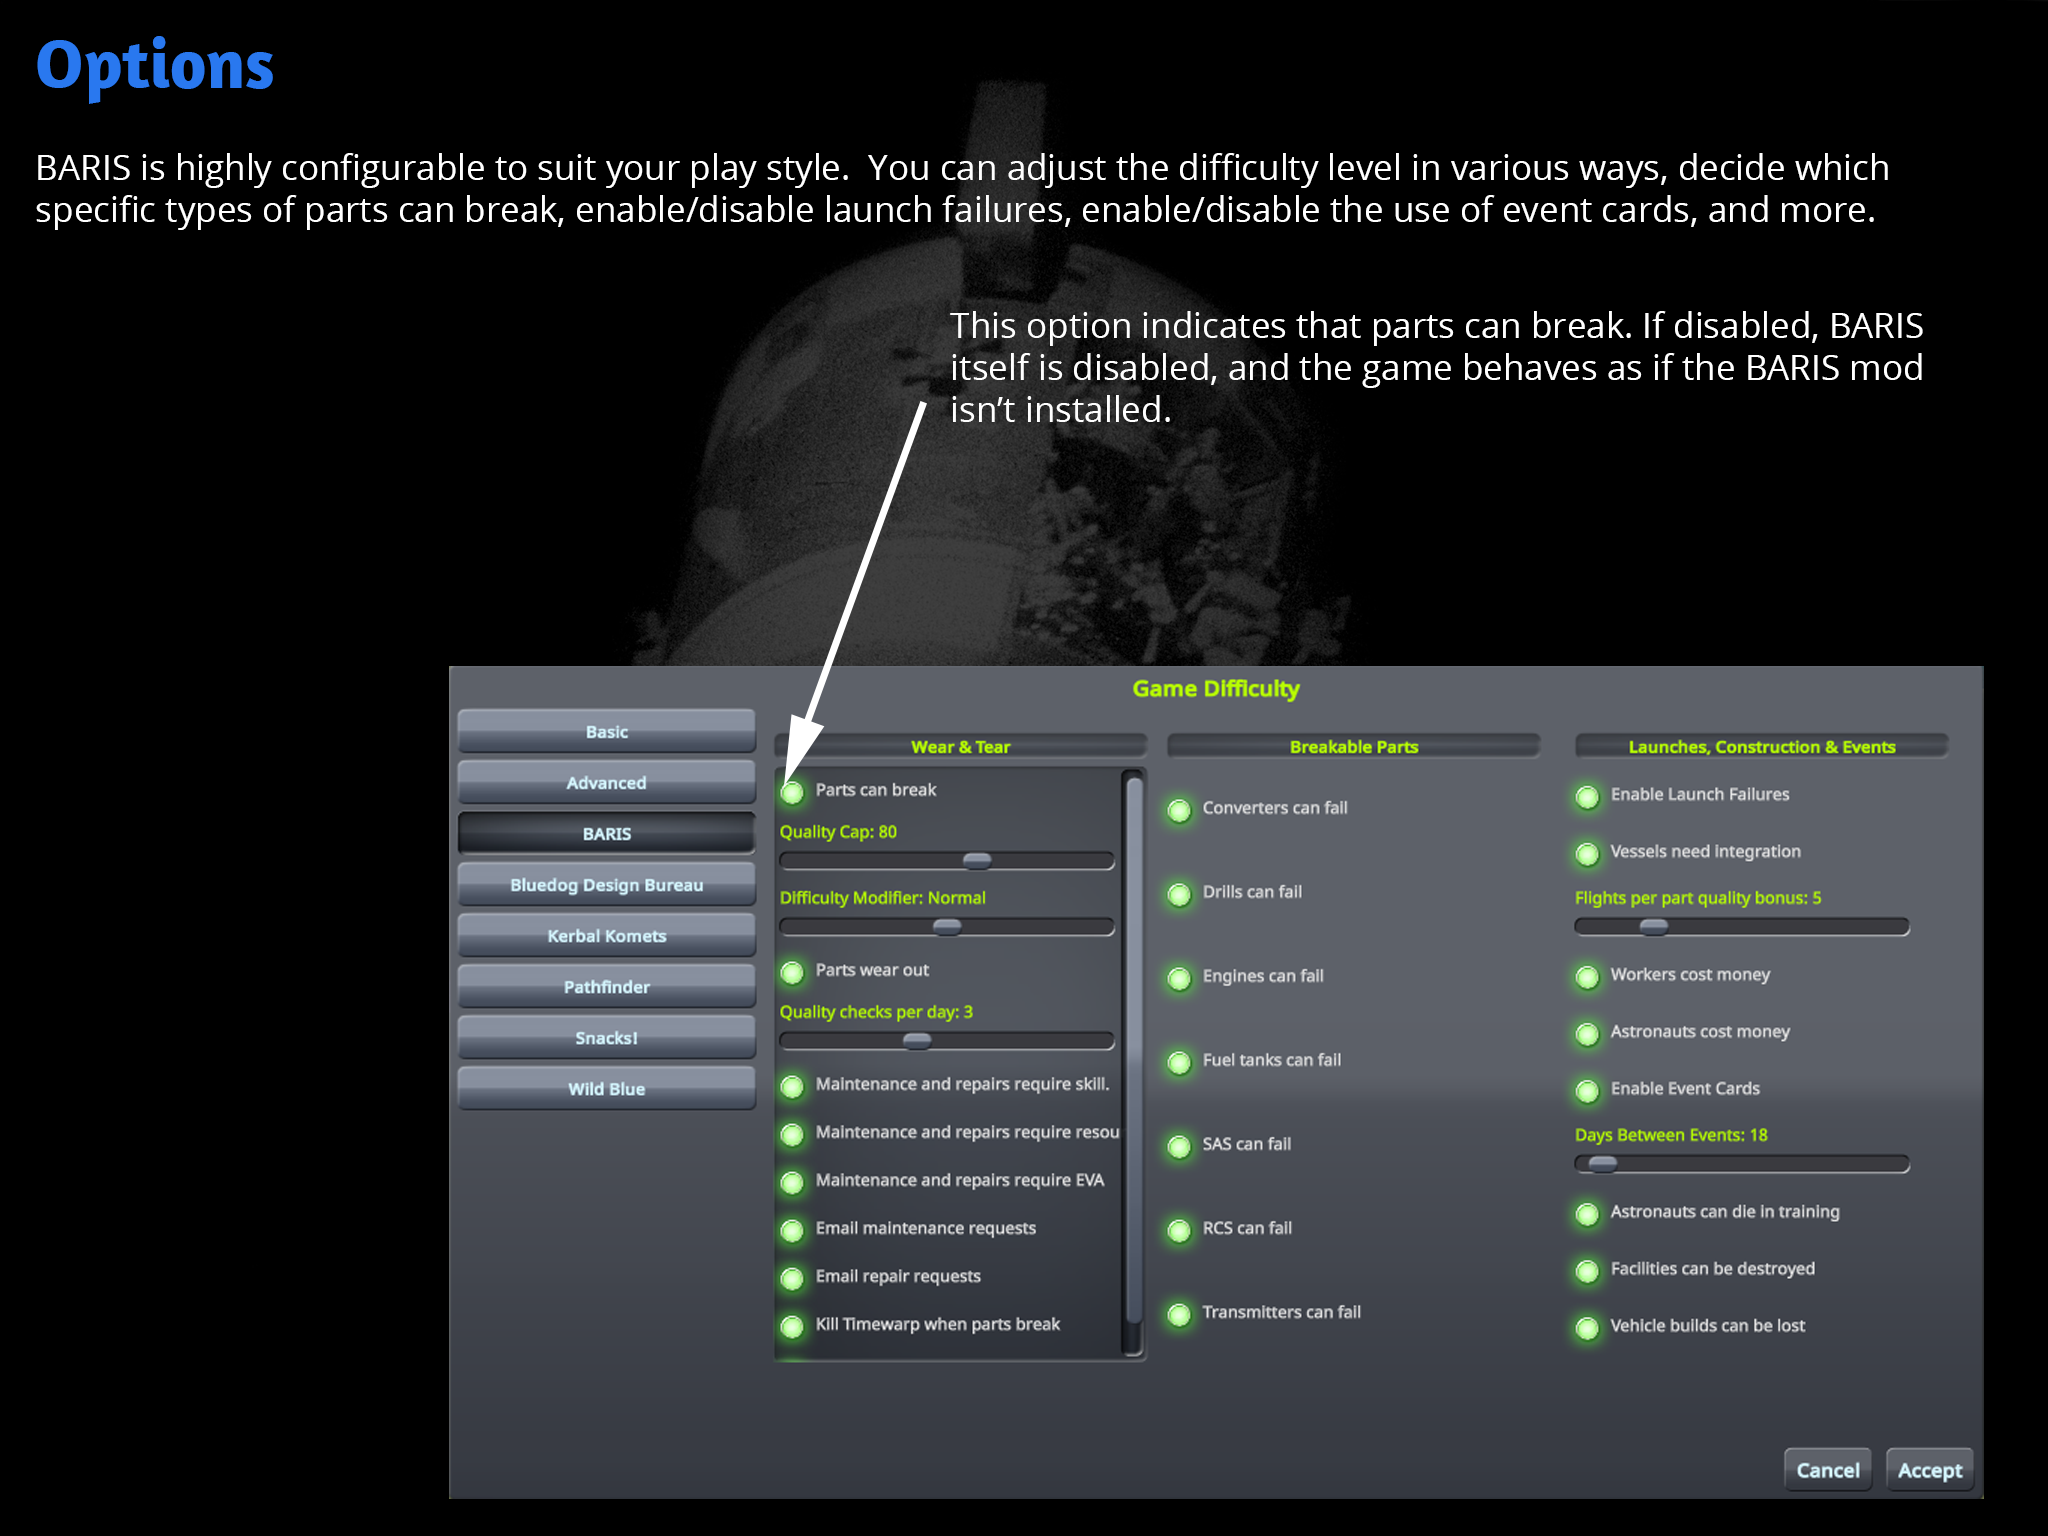 Options
BARIS is highly configurable to suit your play style.  You can adjust the difficulty level in various ways, decide which
specific types of parts can break, enable/disable launch failures, enable/disable the use of event cards, and more.
This option indicates that parts can break. If disabled, BARIS
itself is disabled, and the game behaves as if the BARIS mod
isn’t installed.
Game Difficulty
Basic
Advanced
BARIS
Bluedog Design Bureau
Kerbal Komets
Pathfinder
Snacks!
Wild Blue
Wear & Tear
Parts can break
Quality Cap: 80
Difficulty Modifier: Normal
Parts wear out
Quality checks per day: 3
Maintenance and repairs require skill.
Maintenance and repairs require resou
Maintenance and repairs require EVA
Email maintenance requests
Email repair requests
Kill Timewarp when parts break
Breakable Parts
Converters can fail
Drills can fail
Engines can fail
Fuel tanks can fail
SAS can fail
RCS can fail
Transmitters can fail
Launches, Construction & Events
Enable Launch Failures
Vessels need integration
Flights per part quality bonus: 5
Workers cost money
Astronauts cost money
Enable Event Cards
Days Between Events: 18
Astronauts can die in training
Facilities can be destroyed
Vehicle builds can be lost
Cancel
Accept